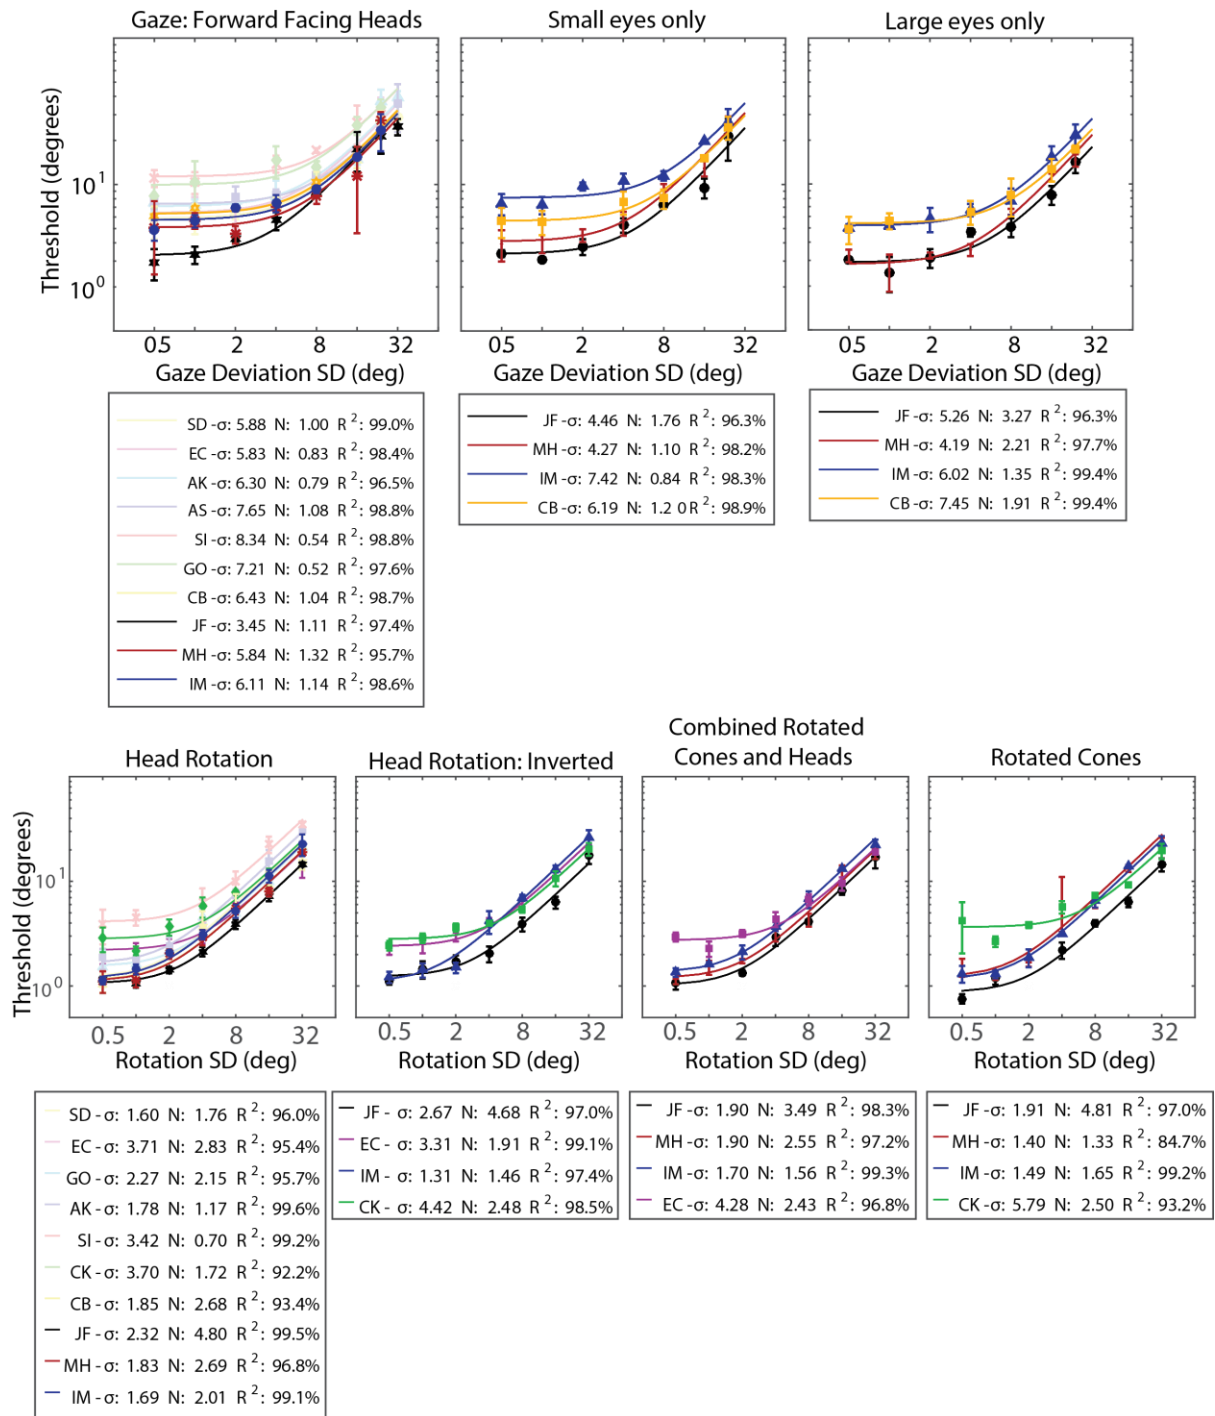 Gaze: Forward Facing Heads
Small eyes only
Large eyes only
Threshold (degrees)
10¹
10⁰
10¹
10¹
0.5 2 8 32
0.5 2 8 32
0.5 2 8 32
Gaze Deviation SD (deg)
Gaze Deviation SD (deg)
Gaze Deviation SD (deg)
SD -σ: 5.88 N: 1.00 R²: 99.0%
EC -σ: 5.83 N: 0.83 R²: 98.4%
AK -σ: 6.30 N: 0.79 R²: 96.5%
AS -σ: 7.65 N: 1.08 R²: 98.8%
SI -σ: 8.34 N: 0.54 R²: 98.8%
GO -σ: 7.21 N: 0.52 R²: 97.6%
CB -σ: 6.43 N: 1.04 R²: 98.7%
JF -σ: 3.45 N: 1.11 R²: 97.4%
MH -σ: 5.84 N: 1.32 R²: 95.7%
IM -σ: 6.11 N: 1.14 R²: 98.6%
JF -σ: 4.46 N: 1.76 R²: 96.3%
MH -σ: 4.27 N: 1.10 R²: 98.2%
IM -σ: 7.42 N: 0.84 R²: 98.3%
CB -σ: 6.19 N: 1.2 0 R²: 98.9%
JF -σ: 5.26 N: 3.27 R²: 96.3%
MH -σ: 4.19 N: 2.21 R²: 97.7%
IM -σ: 6.02 N: 1.35 R²: 99.4%
CB -σ: 7.45 N: 1.91 R²: 99.4%
Head Rotation
Head Rotation: Inverted
Combined Rotated
Cones and Heads
Rotated Cones
Threshold (degrees)
10¹
10⁰
10¹
10⁰
10¹
10⁰
10¹
10⁰
0.5 2 8 32
0.5 2 8 32
0.5 2 8 32
0.5 2 8 32
Rotation SD (deg)
Rotation SD (deg)
Rotation SD (deg)
Rotation SD (deg)
SD - σ: 1.60 N: 1.76 R²: 96.0%
EC - σ: 3.71 N: 2.83 R²: 95.4%
GO - σ: 2.27 N: 2.15 R²: 95.7%
AK - σ: 1.78 N: 1.17 R²: 99.6%
SI - σ: 3.42 N: 0.70 R²: 99.2%
CK - σ: 3.70 N: 1.72 R²: 92.2%
CB - σ: 1.85 N: 2.68 R²: 93.4%
JF - σ: 2.32 N: 4.80 R²: 99.5%
MH - σ: 1.83 N: 2.69 R²: 96.8%
IM - σ: 1.69 N: 2.01 R²: 99.1%
JF - σ: 2.67 N: 4.68 R²: 97.0%
EC - σ: 3.31 N: 1.91 R²: 99.1%
IM - σ: 1.31 N: 1.46 R²: 97.4%
CK - σ: 4.42 N: 2.48 R²: 98.5%
JF - σ: 1.90 N: 3.49 R²: 98.3%
MH - σ: 1.90 N: 2.55 R²: 97.2%
IM - σ: 1.70 N: 1.56 R²: 99.3%
EC - σ: 4.28 N: 2.43 R²: 96.8%
JF - σ: 1.91 N: 4.81 R²: 97.0%
MH - σ: 1.40 N: 1.33 R²: 84.7%
IM - σ: 1.49 N: 1.65 R²: 99.2%
CK - σ: 5.79 N: 2.50 R²: 93.2%